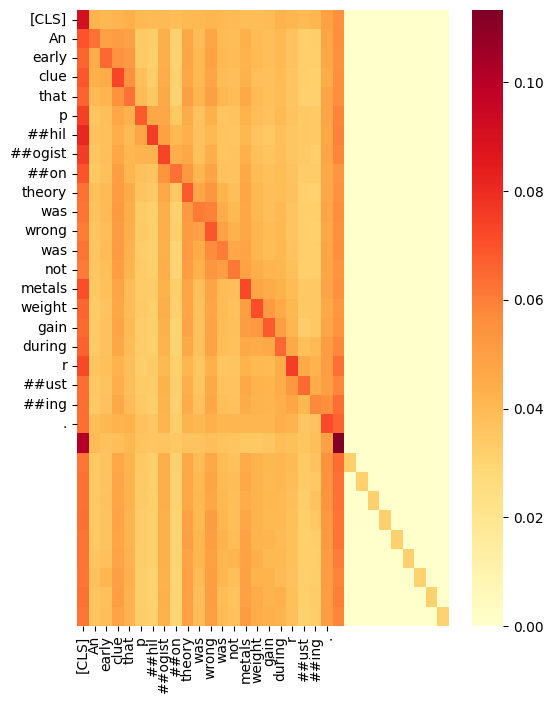 [CLS]
An
early
clue
that
p
##hil
##ogist
##on
theory
was
wrong
was
not
metals
weight
gain
during
r
##ust
##ing
.
0.10
0.08
0.06
0.04
0.02
0.00
[CLS]
An
early
clue
that
p
##hil
##ogist
##on
theory
was
wrong
was
not
metals
weight
gain
during
r
##ust
##ing
.